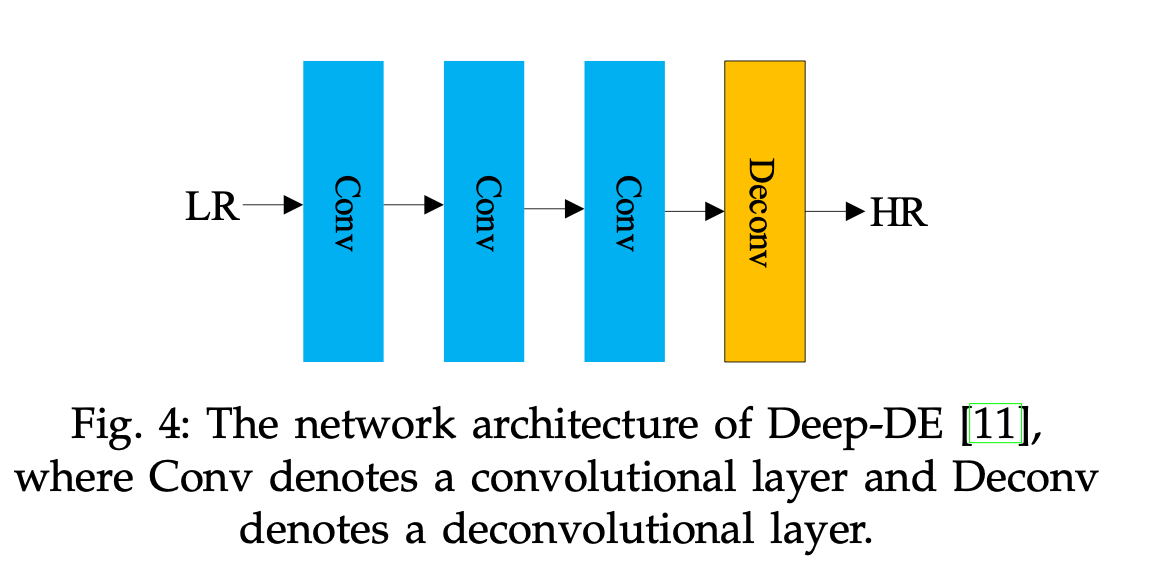 LR
Conv
Conv
Conv
Deconv
HR
Fig. 4: The network architecture of Deep-DE [11],
where Conv denotes a convolutional layer and Deconv
denotes a deconvolutional layer.